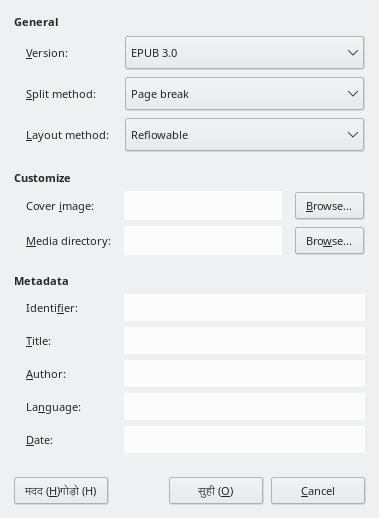 General
Version: EPUB 3.0
Split method: Page break
Layout method: Reflowable
Customize
Cover image: Browse...
Media directory: Browse...
Metadata
Identifier:
Title:
Author:
Language:
Date:
मदद (H)गोड़ो (H) सुही (O) Cancel